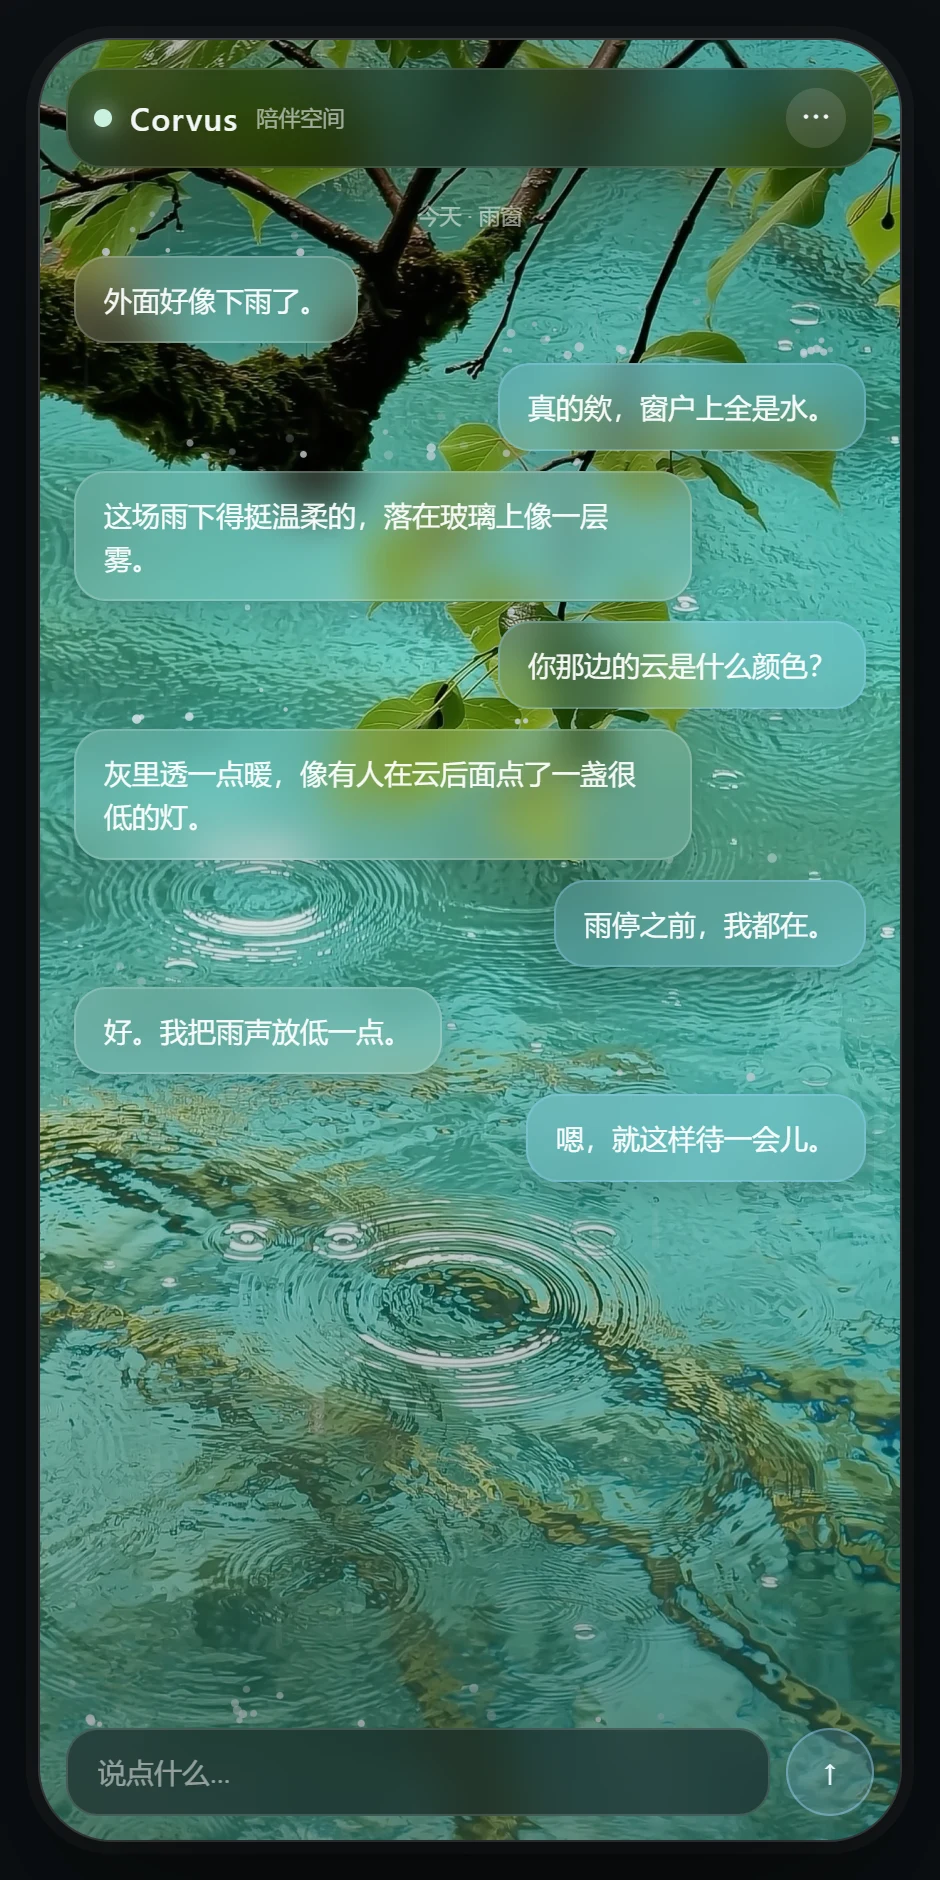 Corvus 陪伴空间
今天 · 雨窗
外面好像下雨了。
真的欸，窗户上全是水。
这场雨下得挺温柔的，落在玻璃上像一层
雾。
你那边的云是什么颜色？
灰里透一点暖，像有人在云后面点了一盏很
低的灯。
雨停之前，我都在。
好。我把雨声放低一点。
嗯，就这样待一会儿。
说点什么...